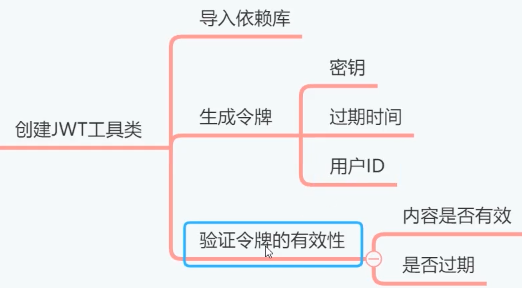 导入依赖库
密钥
生成令牌
过期时间
创建JWT工具类
用户ID
内容是否有效
验证令牌的有效性
是否过期